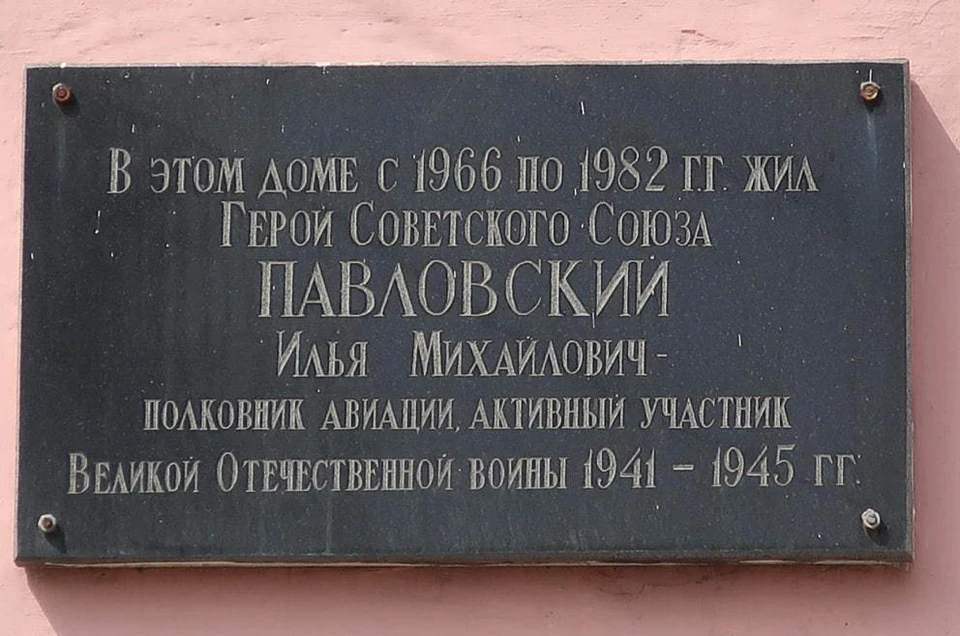 В этом доме с 1966 по 1982 г.г. жил
Герой Советского Союза
ПАВЛОВСКИЙ
Илья Михайлович -
полковник авиации, активный участник
Великой Отечественной войны 1941 - 1945 гг.